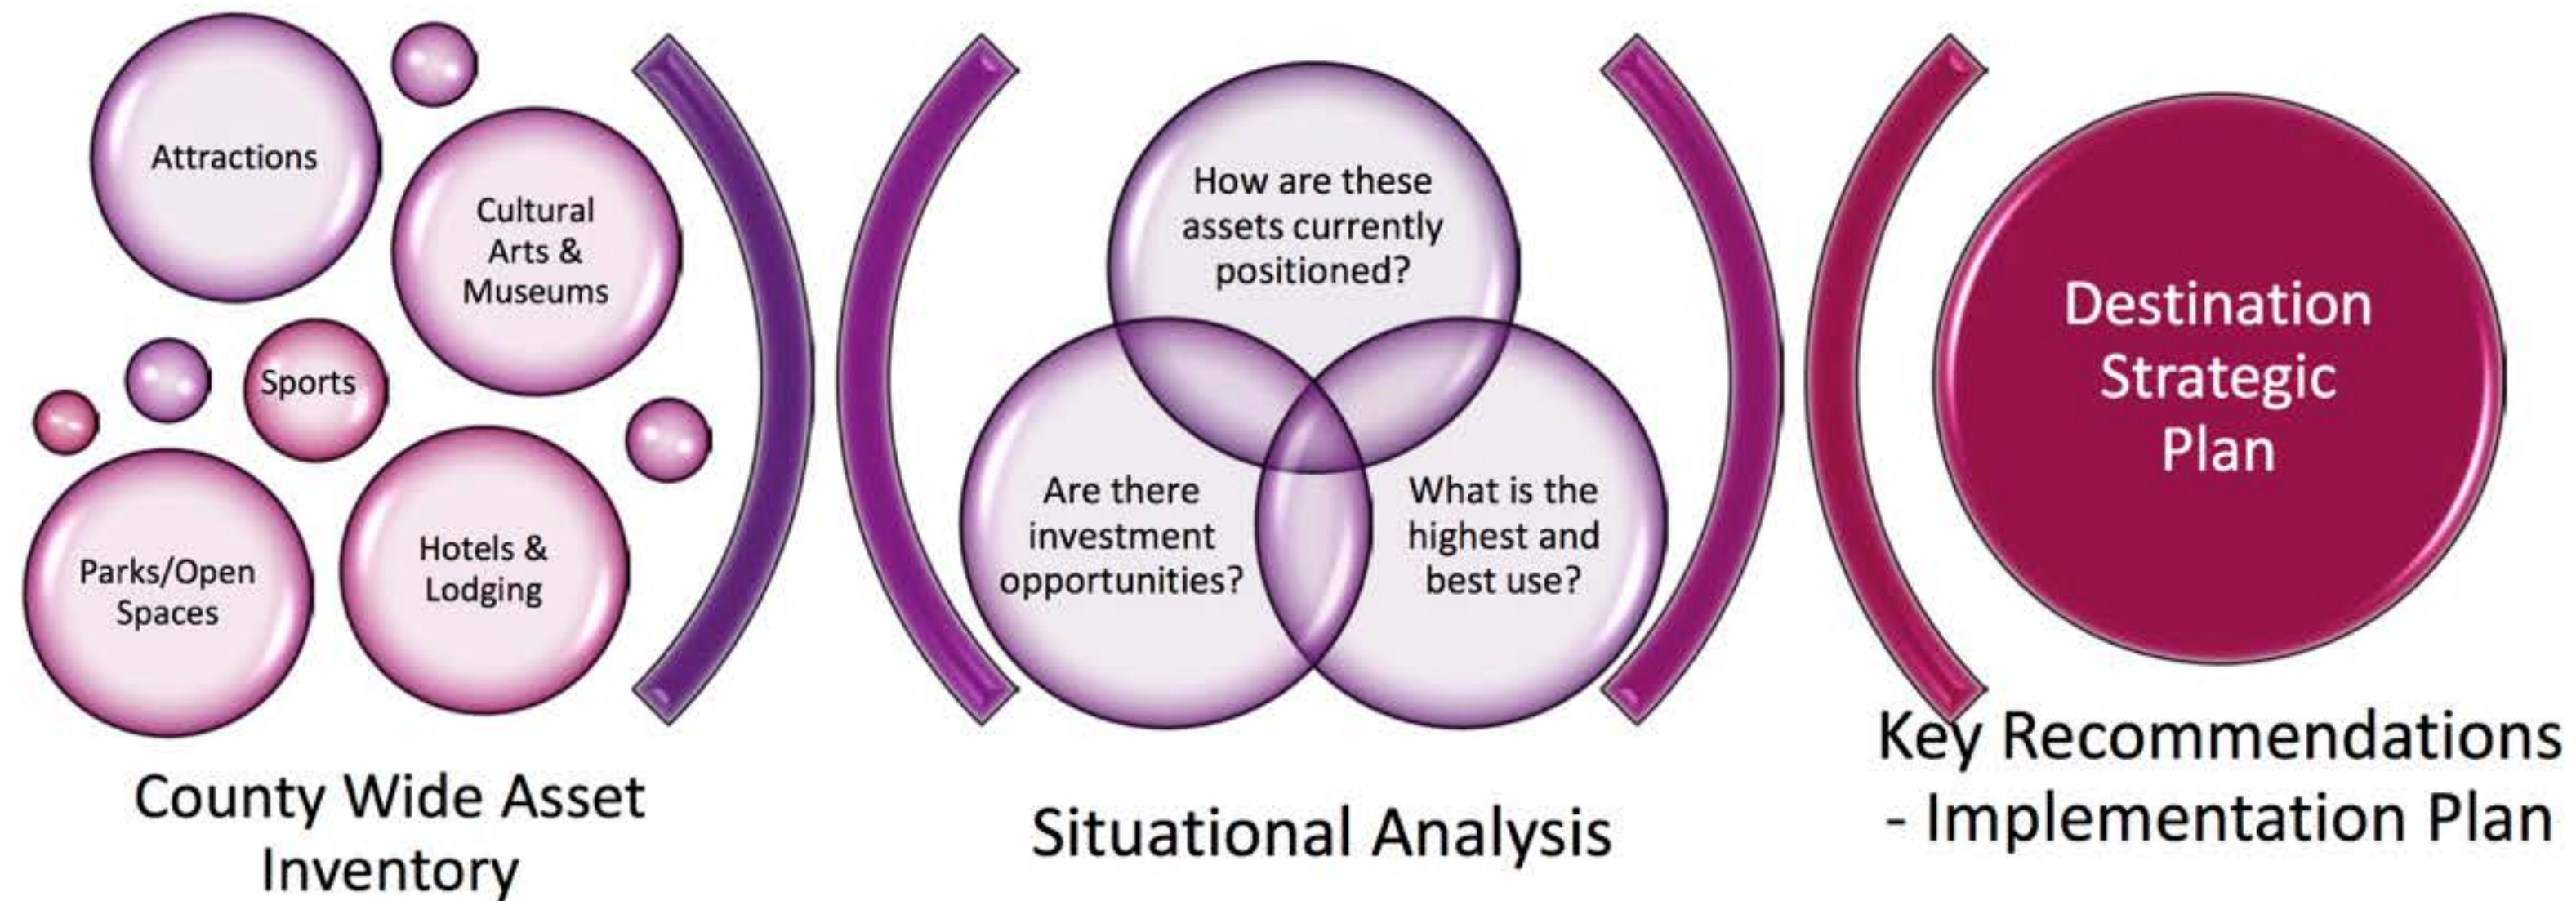 Attractions
Cultural
Arts &
Museums
Sports
Parks/Open
Spaces
Hotels &
Lodging
County Wide Asset
Inventory
How are these
assets currently
positioned?
Are there
investment
opportunities?
What is the
highest and
best use?
Situational Analysis
Destination
Strategic
Plan
Key Recommendations
- Implementation Plan